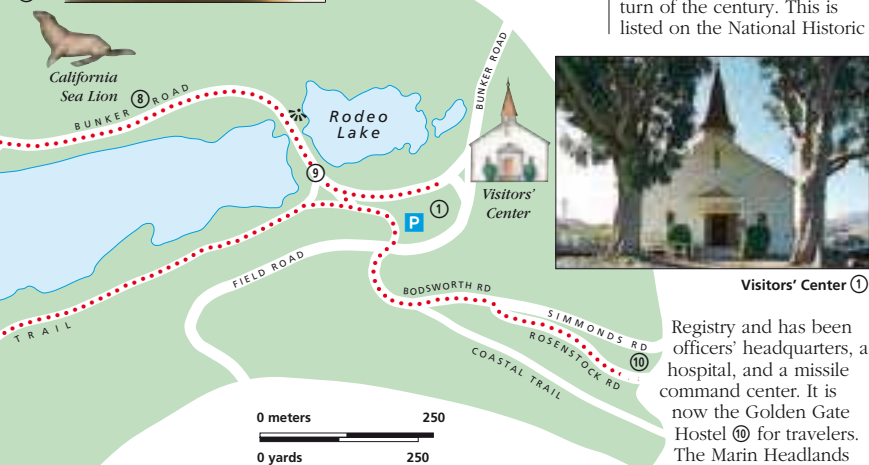 turn of the century. This is
listed on the National Historic
California
Sea Lion
8
BUNKER ROAD
BUNKER ROAD
Rodeo
Lake
9
Visitors'
Center
1
P
FIELD ROAD
BODSWORTH RD
SIMMONDS RD
ROSENSTOCK RD
10
COASTAL TRAIL
TRAIL
0 meters 250
0 yards 250
Visitors' Center ①
Registry and has been
officers' headquarters, a
hospital, and a missile
command center. It is
now the Golden Gate
Hostel ⑩ for travelers.
The Marin Headlands